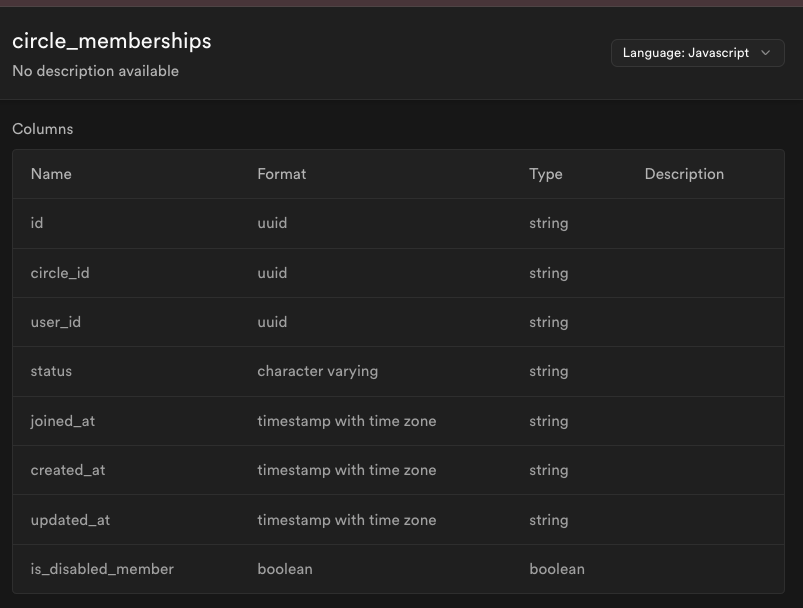 circle_memberships
Language: Javascript
No description available
Columns
Name Format Type Description
id uuid string
circle_id uuid string
user_id uuid string
status character varying string
joined_at timestamp with time zone string
created_at timestamp with time zone string
updated_at timestamp with time zone string
is_disabled_member boolean boolean